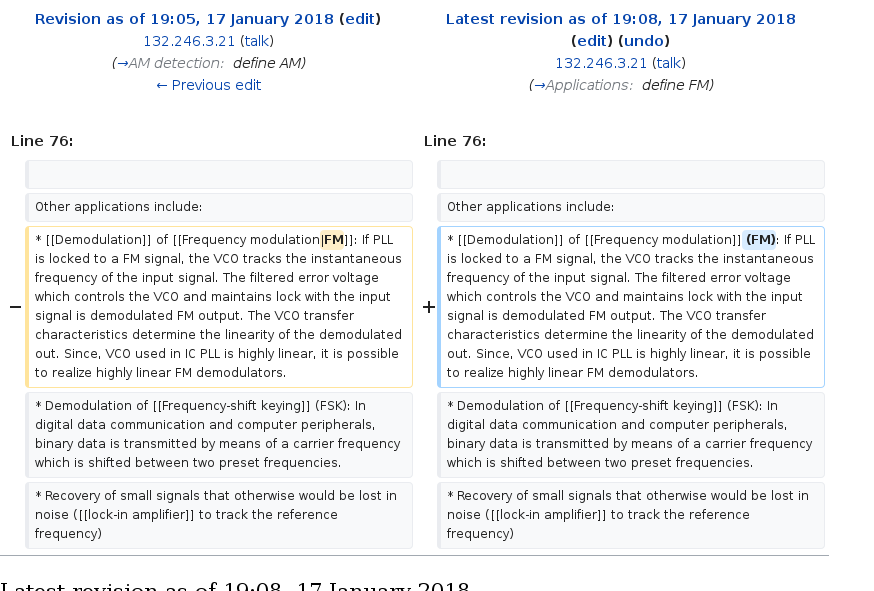 Revision as of 19:05, 17 January 2018 (edit)
132.246.3.21 (talk)
(→AM detection: define AM)
← Previous edit
Latest revision as of 19:08, 17 January 2018
(edit) (undo)
132.246.3.21 (talk)
(→Applications: define FM)
Line 76:
Line 76:
Other applications include:
Other applications include:
−
* [[Demodulation]] of [[Frequency modulation|FM]]: If PLL
is locked to a FM signal, the VCO tracks the instantaneous
frequency of the input signal. The filtered error voltage
which controls the VCO and maintains lock with the input
signal is demodulated FM output. The VCO transfer
characteristics determine the linearity of the demodulated
out. Since, VCO used in IC PLL is highly linear, it is possible
to realize highly linear FM demodulators.
+
* [[Demodulation]] of [[Frequency modulation]] (FM): If PLL
is locked to a FM signal, the VCO tracks the instantaneous
frequency of the input signal. The filtered error voltage
which controls the VCO and maintains lock with the input
signal is demodulated FM output. The VCO transfer
characteristics determine the linearity of the demodulated
out. Since, VCO used in IC PLL is highly linear, it is possible
to realize highly linear FM demodulators.
* Demodulation of [[Frequency-shift keying]] (FSK): In
digital data communication and computer peripherals,
binary data is transmitted by means of a carrier frequency
which is shifted between two preset frequencies.
* Demodulation of [[Frequency-shift keying]] (FSK): In
digital data communication and computer peripherals,
binary data is transmitted by means of a carrier frequency
which is shifted between two preset frequencies.
* Recovery of small signals that otherwise would be lost in
noise ([[lock-in amplifier]] to track the reference
frequency)
* Recovery of small signals that otherwise would be lost in
noise ([[lock-in amplifier]] to track the reference
frequency)
Latest revision as of 19:08, 17 January 2018